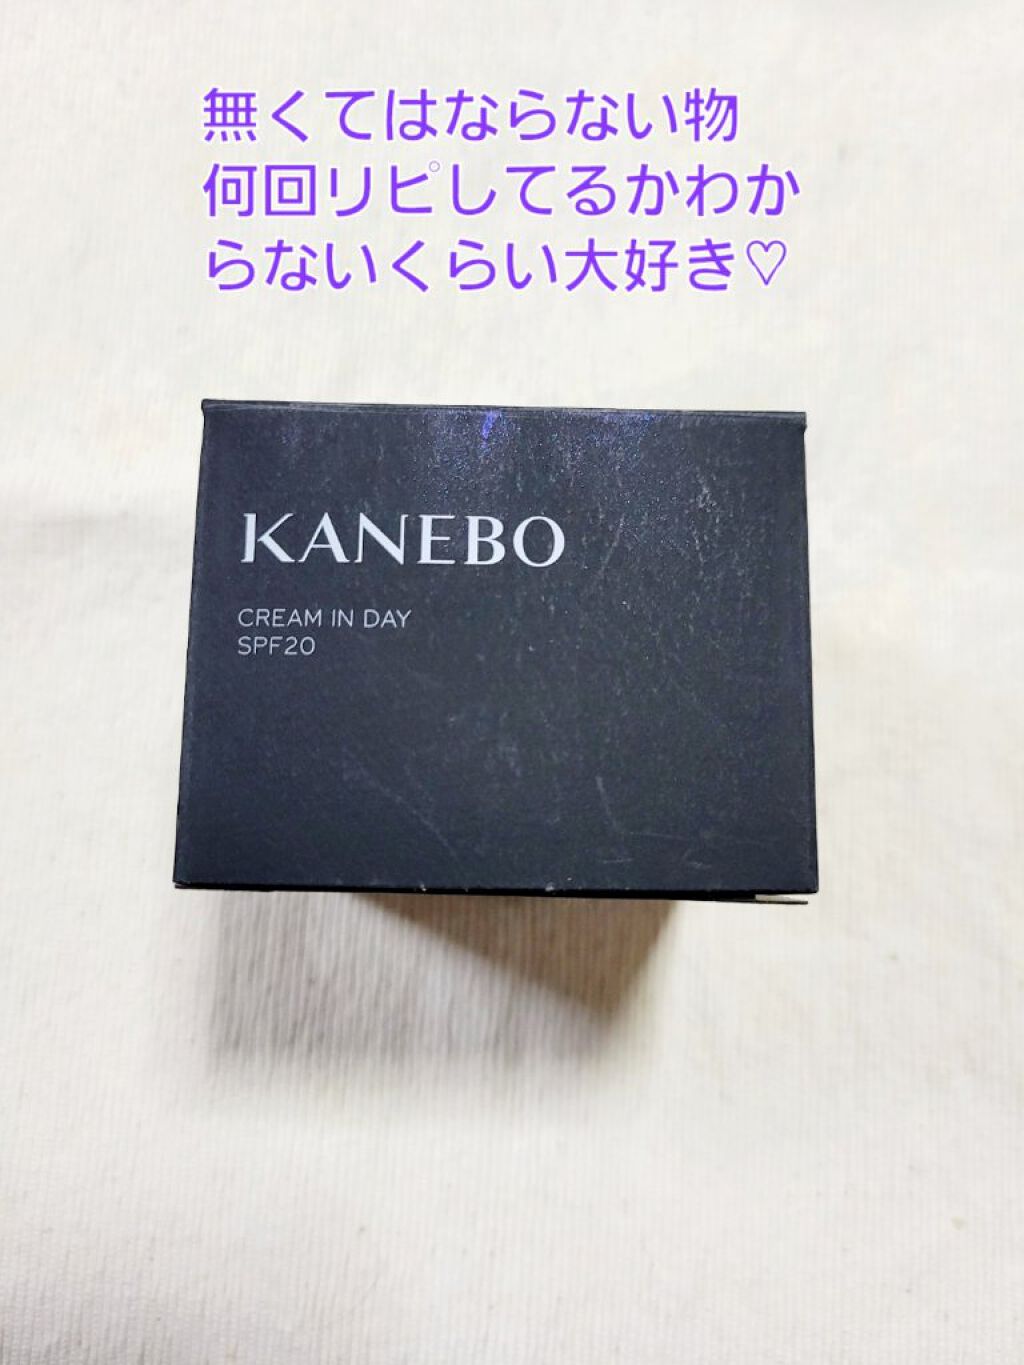 無くてはならない物
何回リピしてるかわか
らないくらい大好き♡
KANEBO
CREAM IN DAY
SPF20